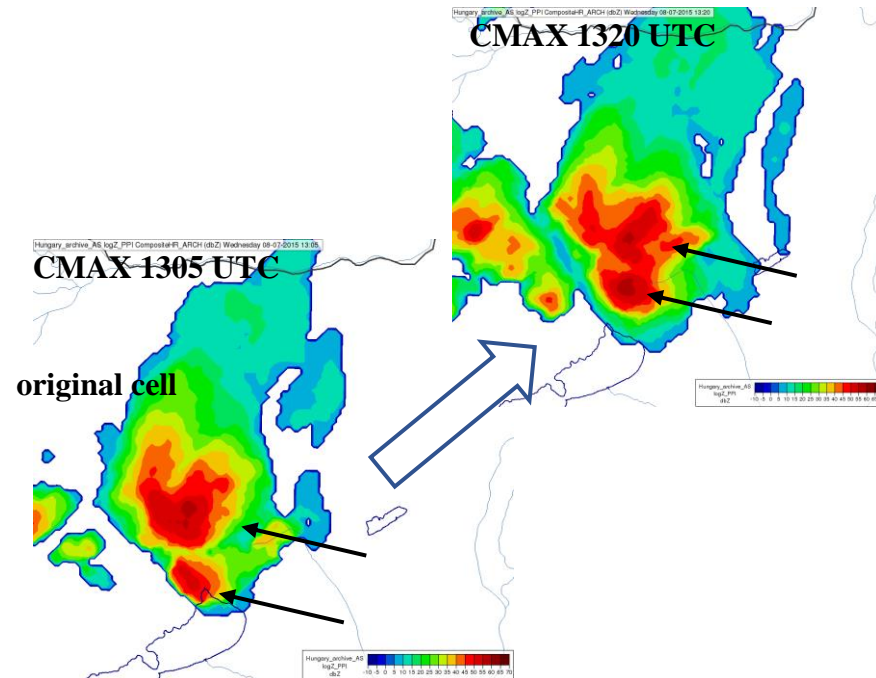 Hungary_archive_AS logZ_PPI CompositeHR_ARCH (dbZ) Wednesday 08-07-2015 13:20
CMAX 1320 UTC
Hungary_archive_AS logZ_PPI CompositeHR_ARCH (dbZ) Wednesday 08-07-2015 13:05
CMAX 1305 UTC
original cell
Hungary_archive_AS
logZ_PPI
dbZ
-10 -5 0 5 10 15 20 25 30 35 40 45 50 55 60 65
Hungary_archive_AS
logZ_PPI
dbZ
-10 -5 0 5 10 15 20 25 30 35 40 45 50 55 60 65 70